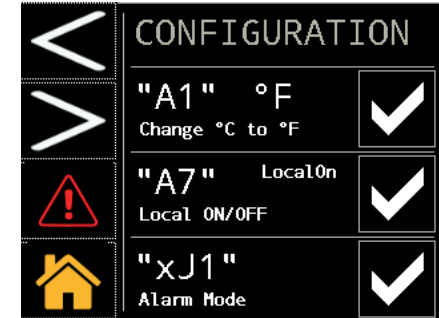 CONFIGURATION
"A1" °F
Change °C to °F
"A7" LocalOn
Local ON/OFF
"xJ1"
Alarm Mode